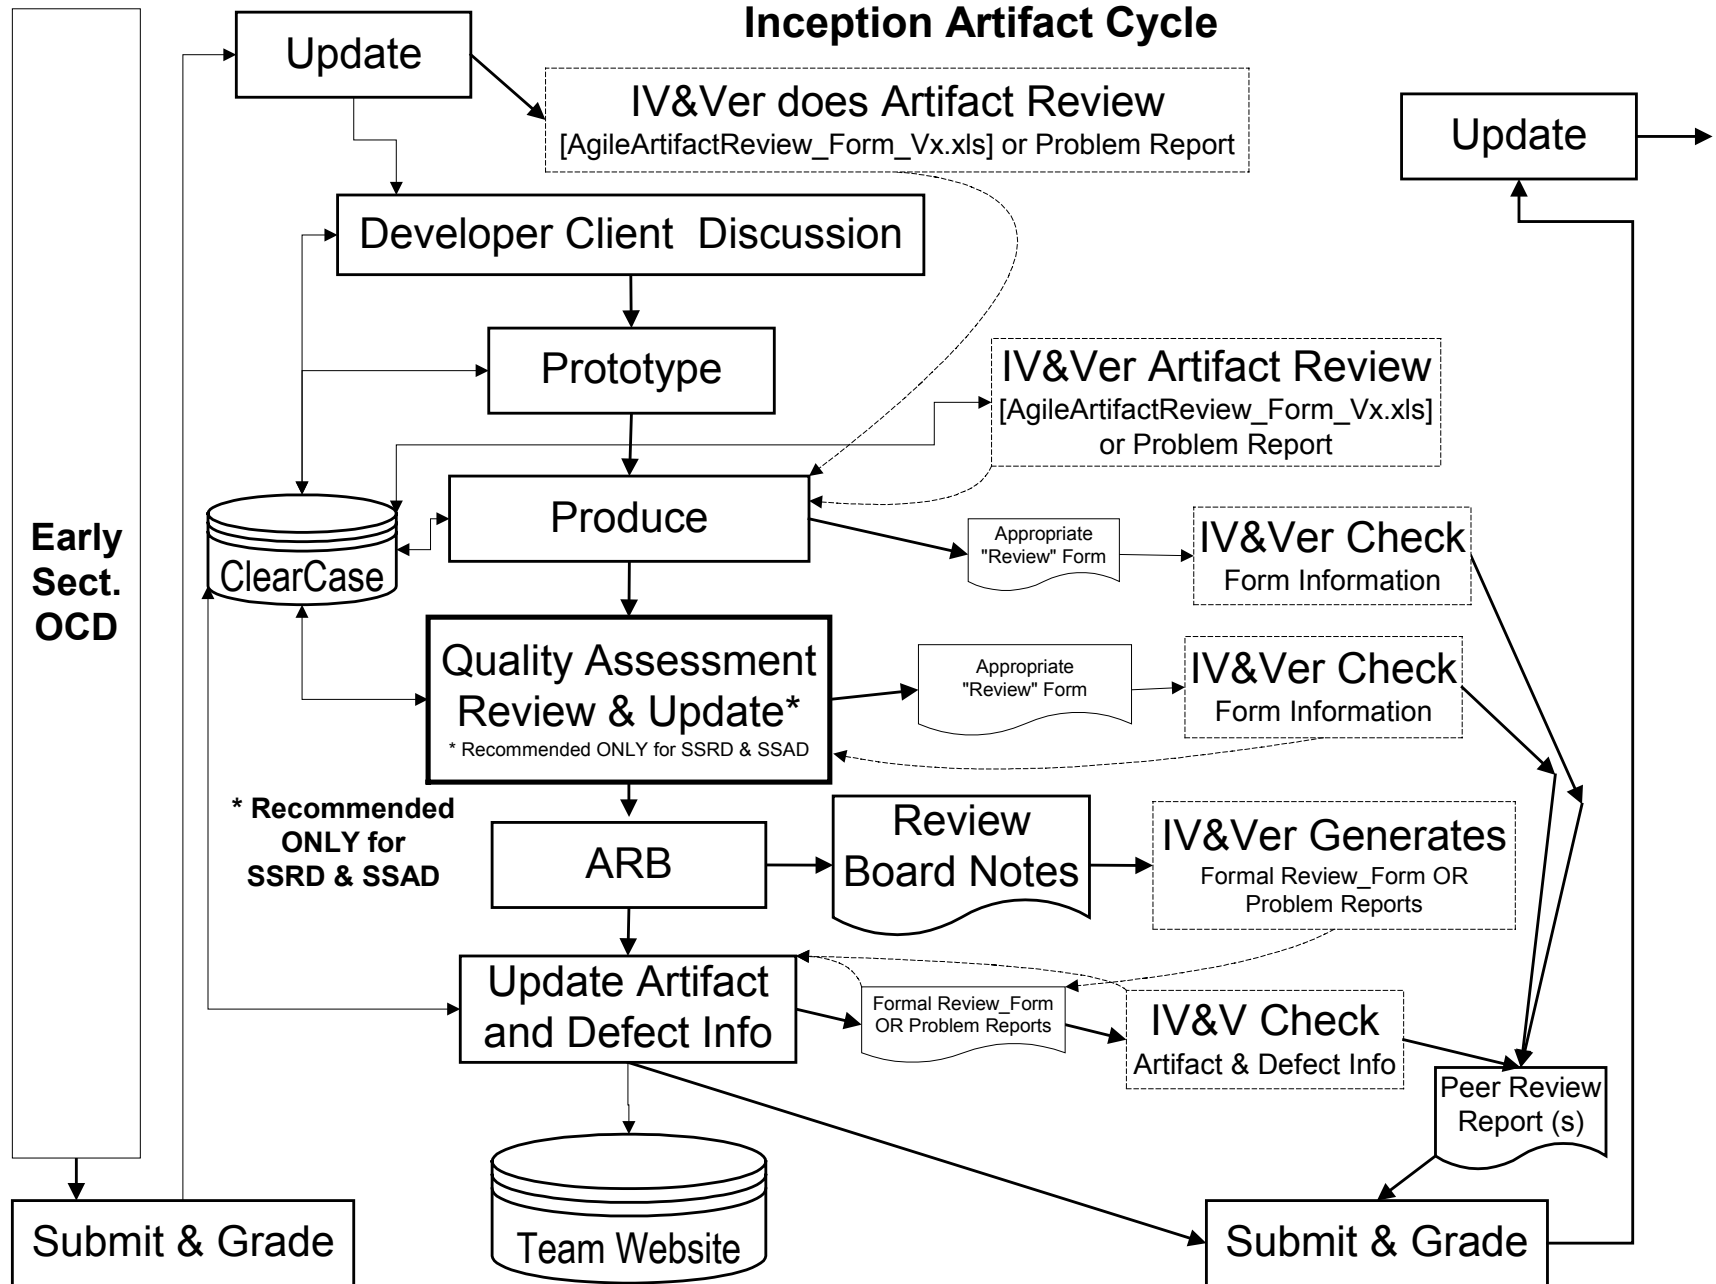 Inception Artifact Cycle
Update
IV&Ver does Artifact Review
[AgileArtifactReview_Form_Vx.xls] or Problem Report
Update
Developer Client  Discussion
Prototype
IV&Ver Artifact Review
[AgileArtifactReview_Form_Vx.xls]
or Problem Report
Early
Sect.
OCD
ClearCase
Produce
Appropriate
"Review" Form
IV&Ver Check
Form Information
Quality Assessment
Review & Update*
* Recommended ONLY for SSRD & SSAD
Appropriate
"Review" Form
IV&Ver Check
Form Information
* Recommended
ONLY for
SSRD & SSAD
ARB
Review
Board Notes
IV&Ver Generates
Formal Review_Form OR
Problem Reports
Update Artifact
and Defect Info
Formal Review_Form
OR Problem Reports
IV&V Check
Artifact & Defect Info
Peer Review
Report (s)
Submit & Grade
Team Website
Submit & Grade